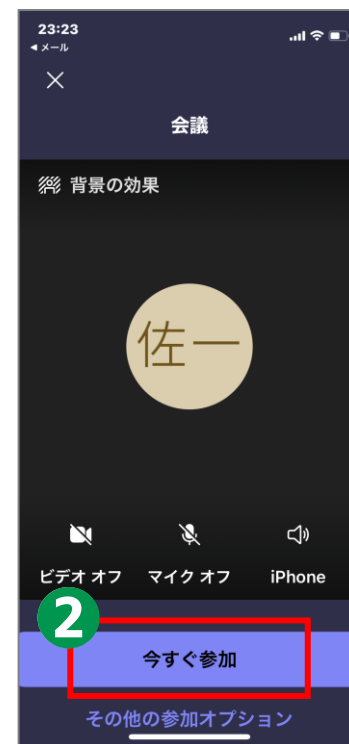 23:23
◀ メール
会議
背景の効果
佐一
ビデオ オフ マイク オフ iPhone
2
今すぐ参加
その他の参加オプション